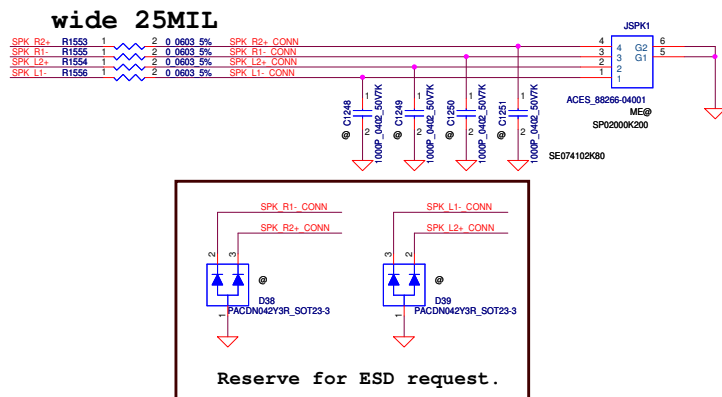 wide 25MIL
JSPK1
SPK_R2+ R1553 1 2 0_0603_5% SPK_R2+_CONN 4 4 G2 6
SPK_R1- R1555 1 2 0_0603_5% SPK_R1-_CONN 3 3 G1 5
SPK_L2+ R1554 1 2 0_0603_5% SPK_L2+_CONN 2 2
SPK_L1- R1556 1 2 0_0603_5% SPK_L1-_CONN 1 1
ACES_88266-04001
ME@
SP02000K200
1 2 @ C1248 1000P_0402_50V7K
1 2 @ C1249 1000P_0402_50V7K
1 2 @ C1250 1000P_0402_50V7K
1 2 @ C1251 1000P_0402_50V7K
SE074102K80
SPK_R1-_CONN
SPK_R2+_CONN
2 3
@
D38
PACDN042Y3R_SOT23-3
1
SPK_L1-_CONN
SPK_L2+_CONN
3 2
@
D39
PACDN042Y3R_SOT23-3
1
Reserve for ESD request.